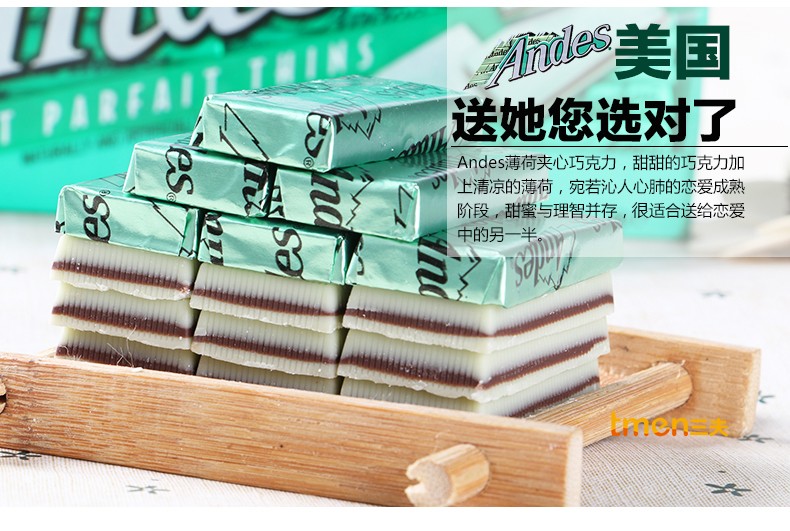 Andes 美国
送她您选对了
Andes薄荷夹心巧克力，甜甜的巧克力加
上清凉的薄荷，宛若沁人心肺的恋爱成熟
阶段，甜蜜与理智并存，很适合送给恋爱
中的另一半。
PARFAIT THINS
Andes
tmen三夫